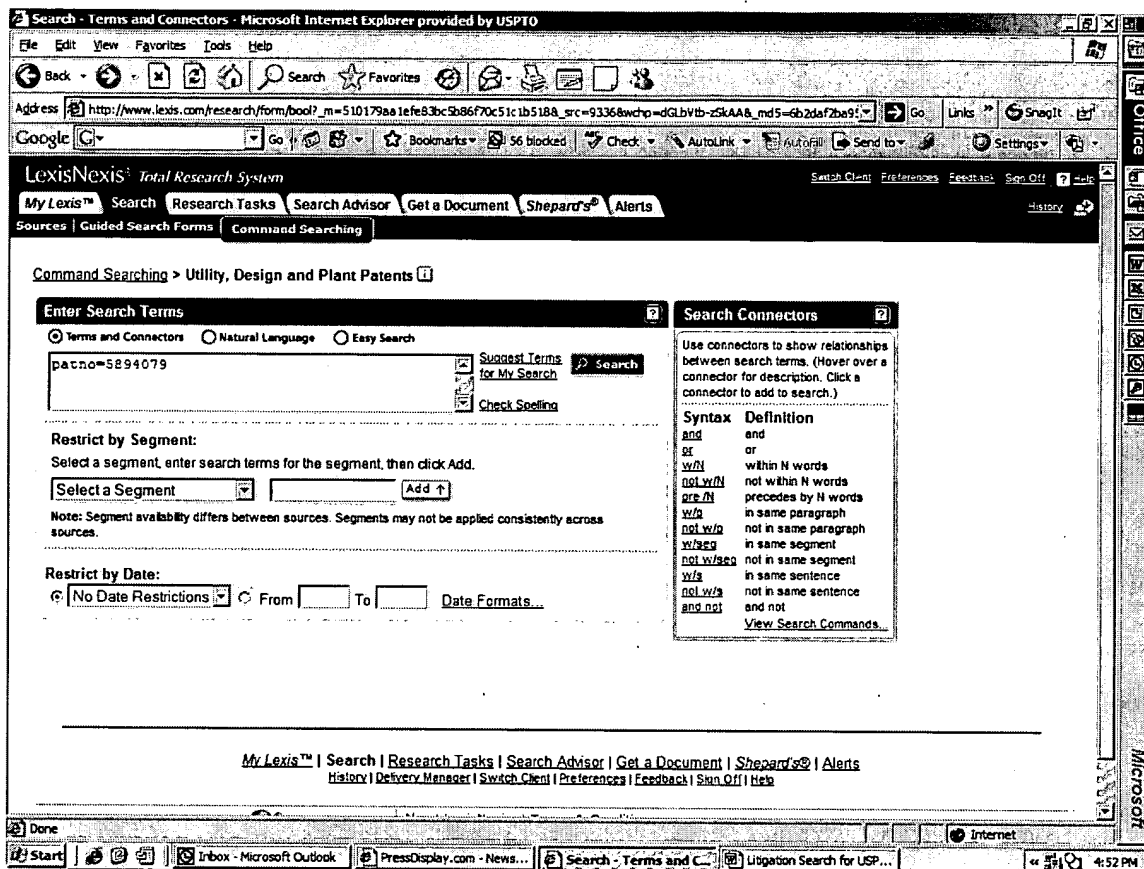 Search - Terms and Connectors - Microsoft Internet Explorer provided by USPTO
File Edit View Favorites Tools Help
Back Search Favorites
Address http://www.lexis.com/research/form/bool?_m=510179aa1efe83bc5b86f70c51c1b518&_src=9336&wchp=dGLbVtb-zSkAA&_md5=6b2daf2ba9 Go Links » SnagIt
Google G Go Bookmarks 56 blocked Check AutoLink AutoFill Send to Settings
LexisNexis® Total Research System
Switch Client Preferences Feedback Sign Off ? Help
My Lexis™ Search Research Tasks Search Advisor Get a Document Shepard's® Alerts
History
Sources | Guided Search Forms | Command Searching
Command Searching > Utility, Design and Plant Patents i
Enter Search Terms ?
Terms and Connectors Natural Language Easy Search
patno=5894079
Suggest Terms
for My Search
Search
Check Spelling
Restrict by Segment:
Select a segment, enter search terms for the segment, then click Add.
Select a Segment Add ↑
Note: Segment availability differs between sources. Segments may not be applied consistently across
sources.
Restrict by Date:
No Date Restrictions From To Date Formats...
Search Connectors ?
Use connectors to show relationships
between search terms. (Hover over a
connector for description. Click a
connector to add to search.)
Syntax Definition
and and
or or
w/N within N words
not w/N not within N words
pre /N precedes by N words
w/p in same paragraph
not w/p not in same paragraph
w/seg in same segment
not w/seg not in same segment
w/s in same sentence
not w/s not in same sentence
and not and not
View Search Commands...
My Lexis™ | Search | Research Tasks | Search Advisor | Get a Document | Shepard's® | Alerts
History | Delivery Manager | Switch Client | Preferences | Feedback | Sign Off | Help
Done Internet
Start Inbox - Microsoft Outlook PressDisplay.com - News... Search - Terms and C... Litigation Search for USP... « 4:52 PM
Office
Microsoft